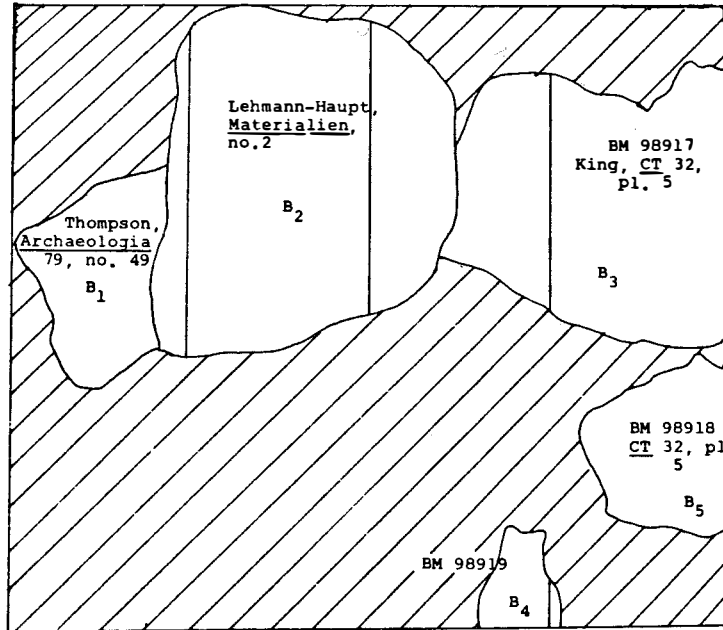 Lehmann-Haupt,
Materialien,
no.2
B2
BM 98917
King, CT 32,
pl. 5
B3
Thompson,
Archaeologia
79, no. 49
B1
BM 98918
CT 32, pl
5
B5
BM 98919
B4